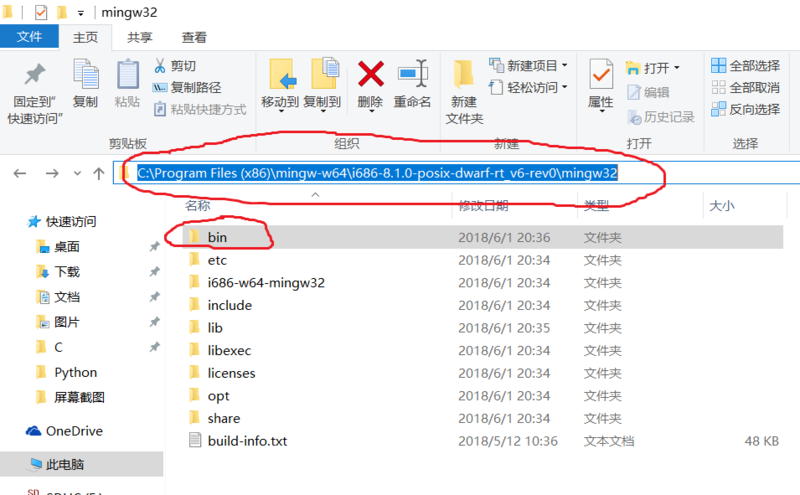 mingw32
文件 主页 共享 查看
固定到"快速访问" 复制 粘贴 剪切 复制路径 粘贴快捷方式 移动到 复制到 删除 重命名 新建文件夹 新建项目 轻松访问 属性 打开 编辑 历史记录 全部选择 全部取消 反向选择
剪贴板 组织 新建 打开 选择
C:\Program Files (x86)\mingw-w64\i686-8.1.0-posix-dwarf-rt_v6-rev0\mingw32
名称 修改日期 类型 大小
快速访问
桌面
下载
文档
图片
C
Python
屏幕截图
OneDrive
此电脑
bin 2018/6/1 20:36 文件夹
etc 2018/6/1 20:34 文件夹
i686-w64-mingw32 2018/6/1 20:34 文件夹
include 2018/6/1 20:34 文件夹
lib 2018/6/1 20:35 文件夹
libexec 2018/6/1 20:34 文件夹
licenses 2018/6/1 20:34 文件夹
opt 2018/6/1 20:34 文件夹
share 2018/6/1 20:34 文件夹
build-info.txt 2018/5/12 10:36 文本文档 48 KB